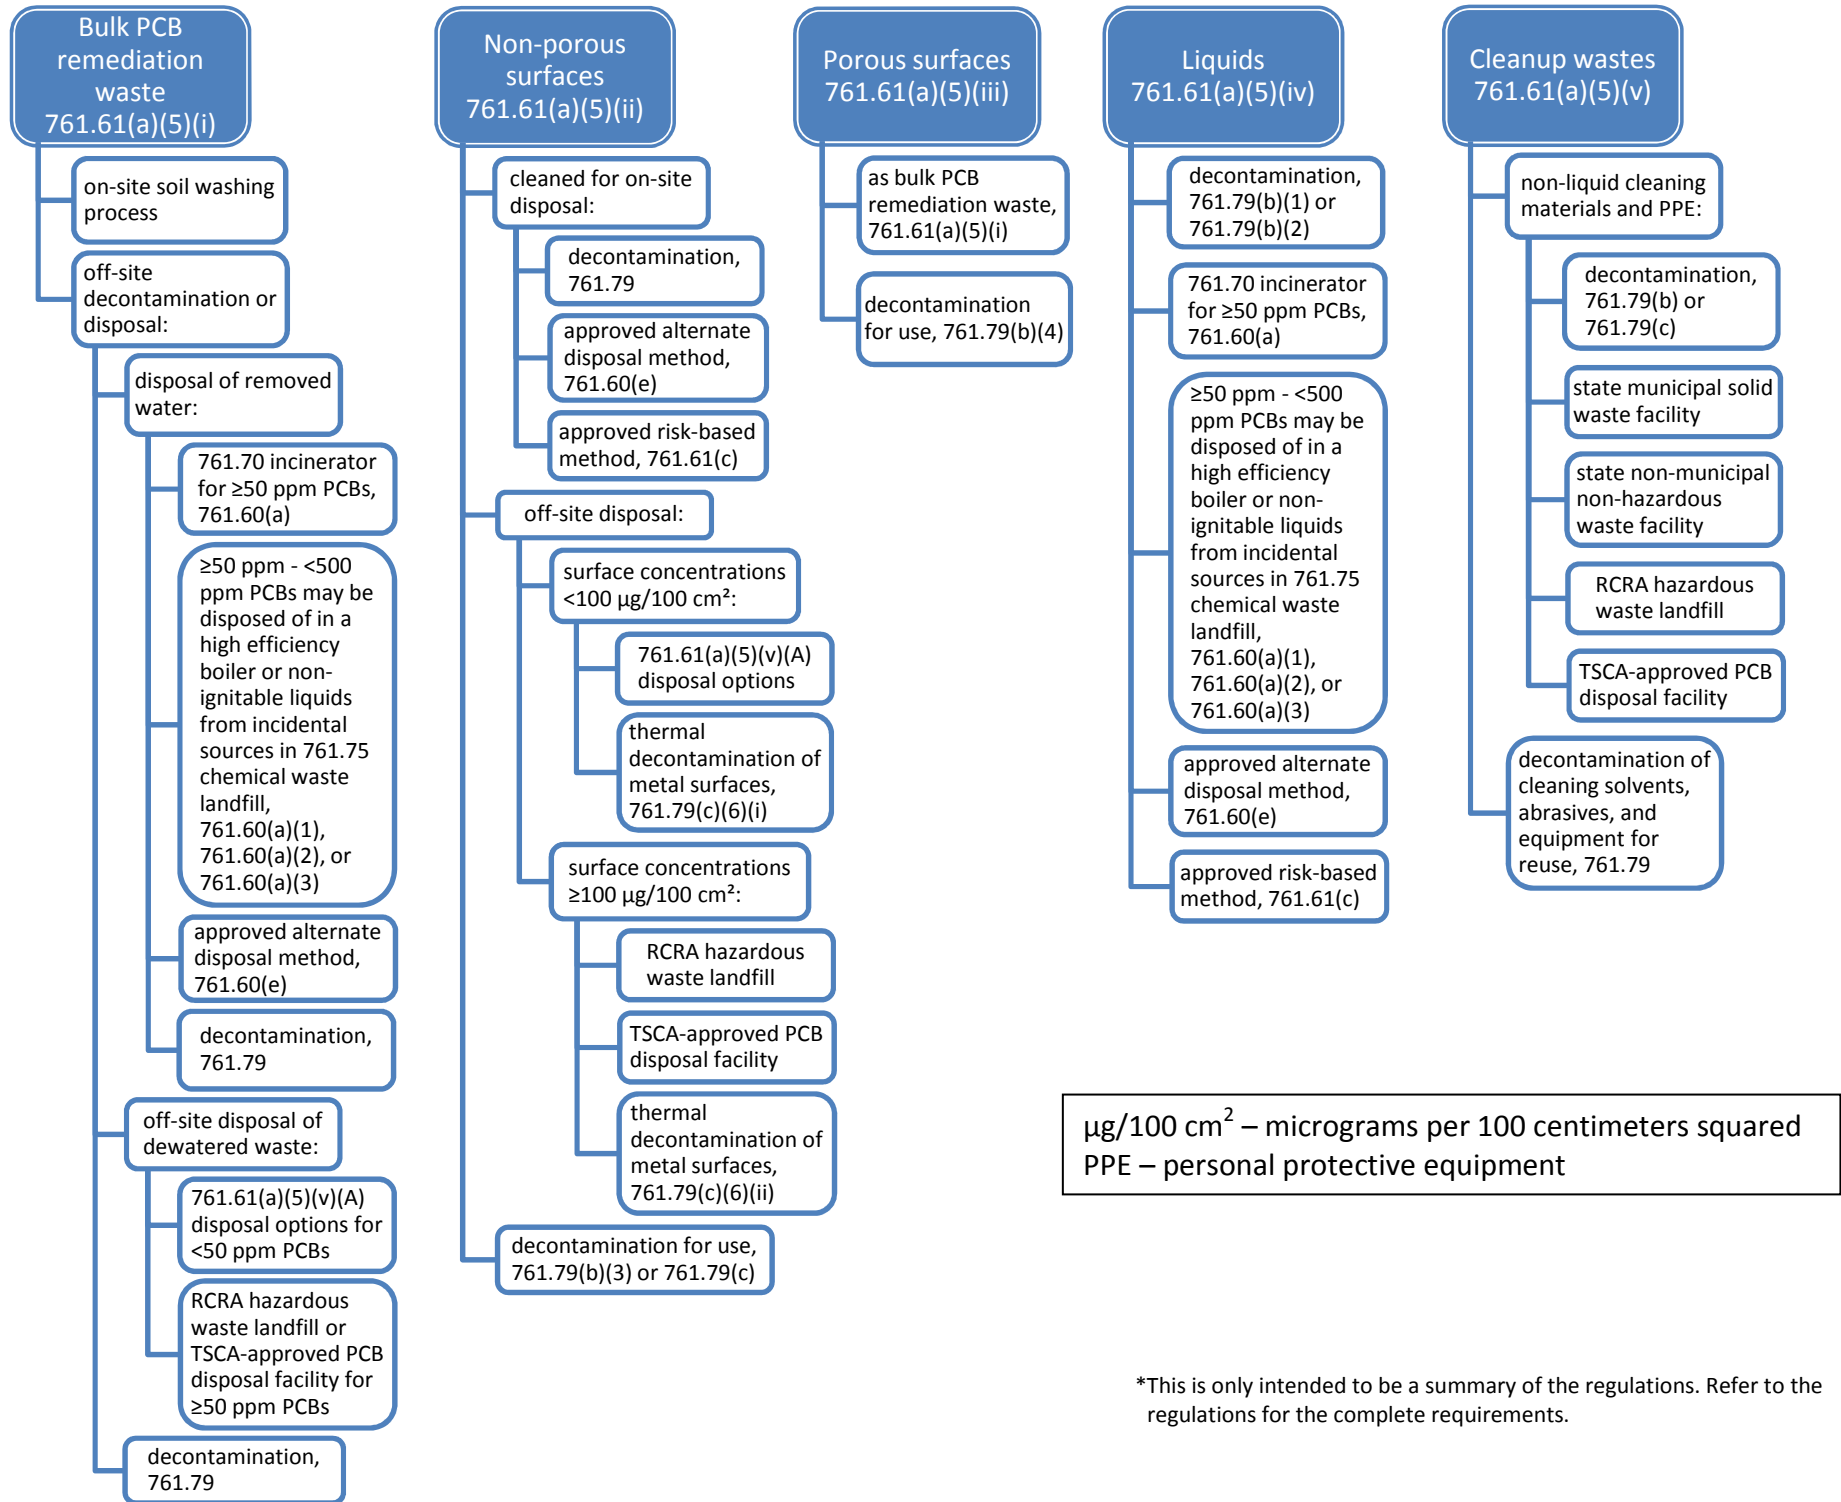 Bulk PCB
remediation
waste
761.61(a)(5)(i)
on-site soil washing
process
off-site
decontamination or
disposal:
disposal of removed
water:
761.70 incinerator
for ≥50 ppm PCBs,
761.60(a)
≥50 ppm - <500
ppm PCBs may be
disposed of in a
high efficiency
boiler or non-
ignitable liquids
from incidental
sources in 761.75
chemical waste
landfill,
761.60(a)(1),
761.60(a)(2), or
761.60(a)(3)
approved alternate
disposal method,
761.60(e)
decontamination,
761.79
off-site disposal of
dewatered waste:
761.61(a)(5)(v)(A)
disposal options for
<50 ppm PCBs
RCRA hazardous
waste landfill or
TSCA-approved PCB
disposal facility for
≥50 ppm PCBs
decontamination,
761.79
Non-porous
surfaces
761.61(a)(5)(ii)
cleaned for on-site
disposal:
decontamination,
761.79
approved alternate
disposal method,
761.60(e)
approved risk-based
method, 761.61(c)
off-site disposal:
surface concentrations
<100 µg/100 cm²:
761.61(a)(5)(v)(A)
disposal options
thermal
decontamination of
metal surfaces,
761.79(c)(6)(i)
surface concentrations
≥100 µg/100 cm²:
RCRA hazardous
waste landfill
TSCA-approved PCB
disposal facility
thermal
decontamination of
metal surfaces,
761.79(c)(6)(ii)
decontamination for use,
761.79(b)(3) or 761.79(c)
Porous surfaces
761.61(a)(5)(iii)
as bulk PCB
remediation waste,
761.61(a)(5)(i)
decontamination
for use, 761.79(b)(4)
Liquids
761.61(a)(5)(iv)
decontamination,
761.79(b)(1) or
761.79(b)(2)
761.70 incinerator
for ≥50 ppm PCBs,
761.60(a)
≥50 ppm - <500
ppm PCBs may be
disposed of in a
high efficiency
boiler or non-
ignitable liquids
from incidental
sources in 761.75
chemical waste
landfill,
761.60(a)(1),
761.60(a)(2), or
761.60(a)(3)
approved alternate
disposal method,
761.60(e)
approved risk-based
method, 761.61(c)
Cleanup wastes
761.61(a)(5)(v)
non-liquid cleaning
materials and PPE:
decontamination,
761.79(b) or
761.79(c)
state municipal solid
waste facility
state non-municipal
non-hazardous
waste facility
RCRA hazardous
waste landfill
TSCA-approved PCB
disposal facility
decontamination of
cleaning solvents,
abrasives, and
equipment for
reuse, 761.79
µg/100 cm² – micrograms per 100 centimeters squared
PPE – personal protective equipment
*This is only intended to be a summary of the regulations. Refer to the
regulations for the complete requirements.